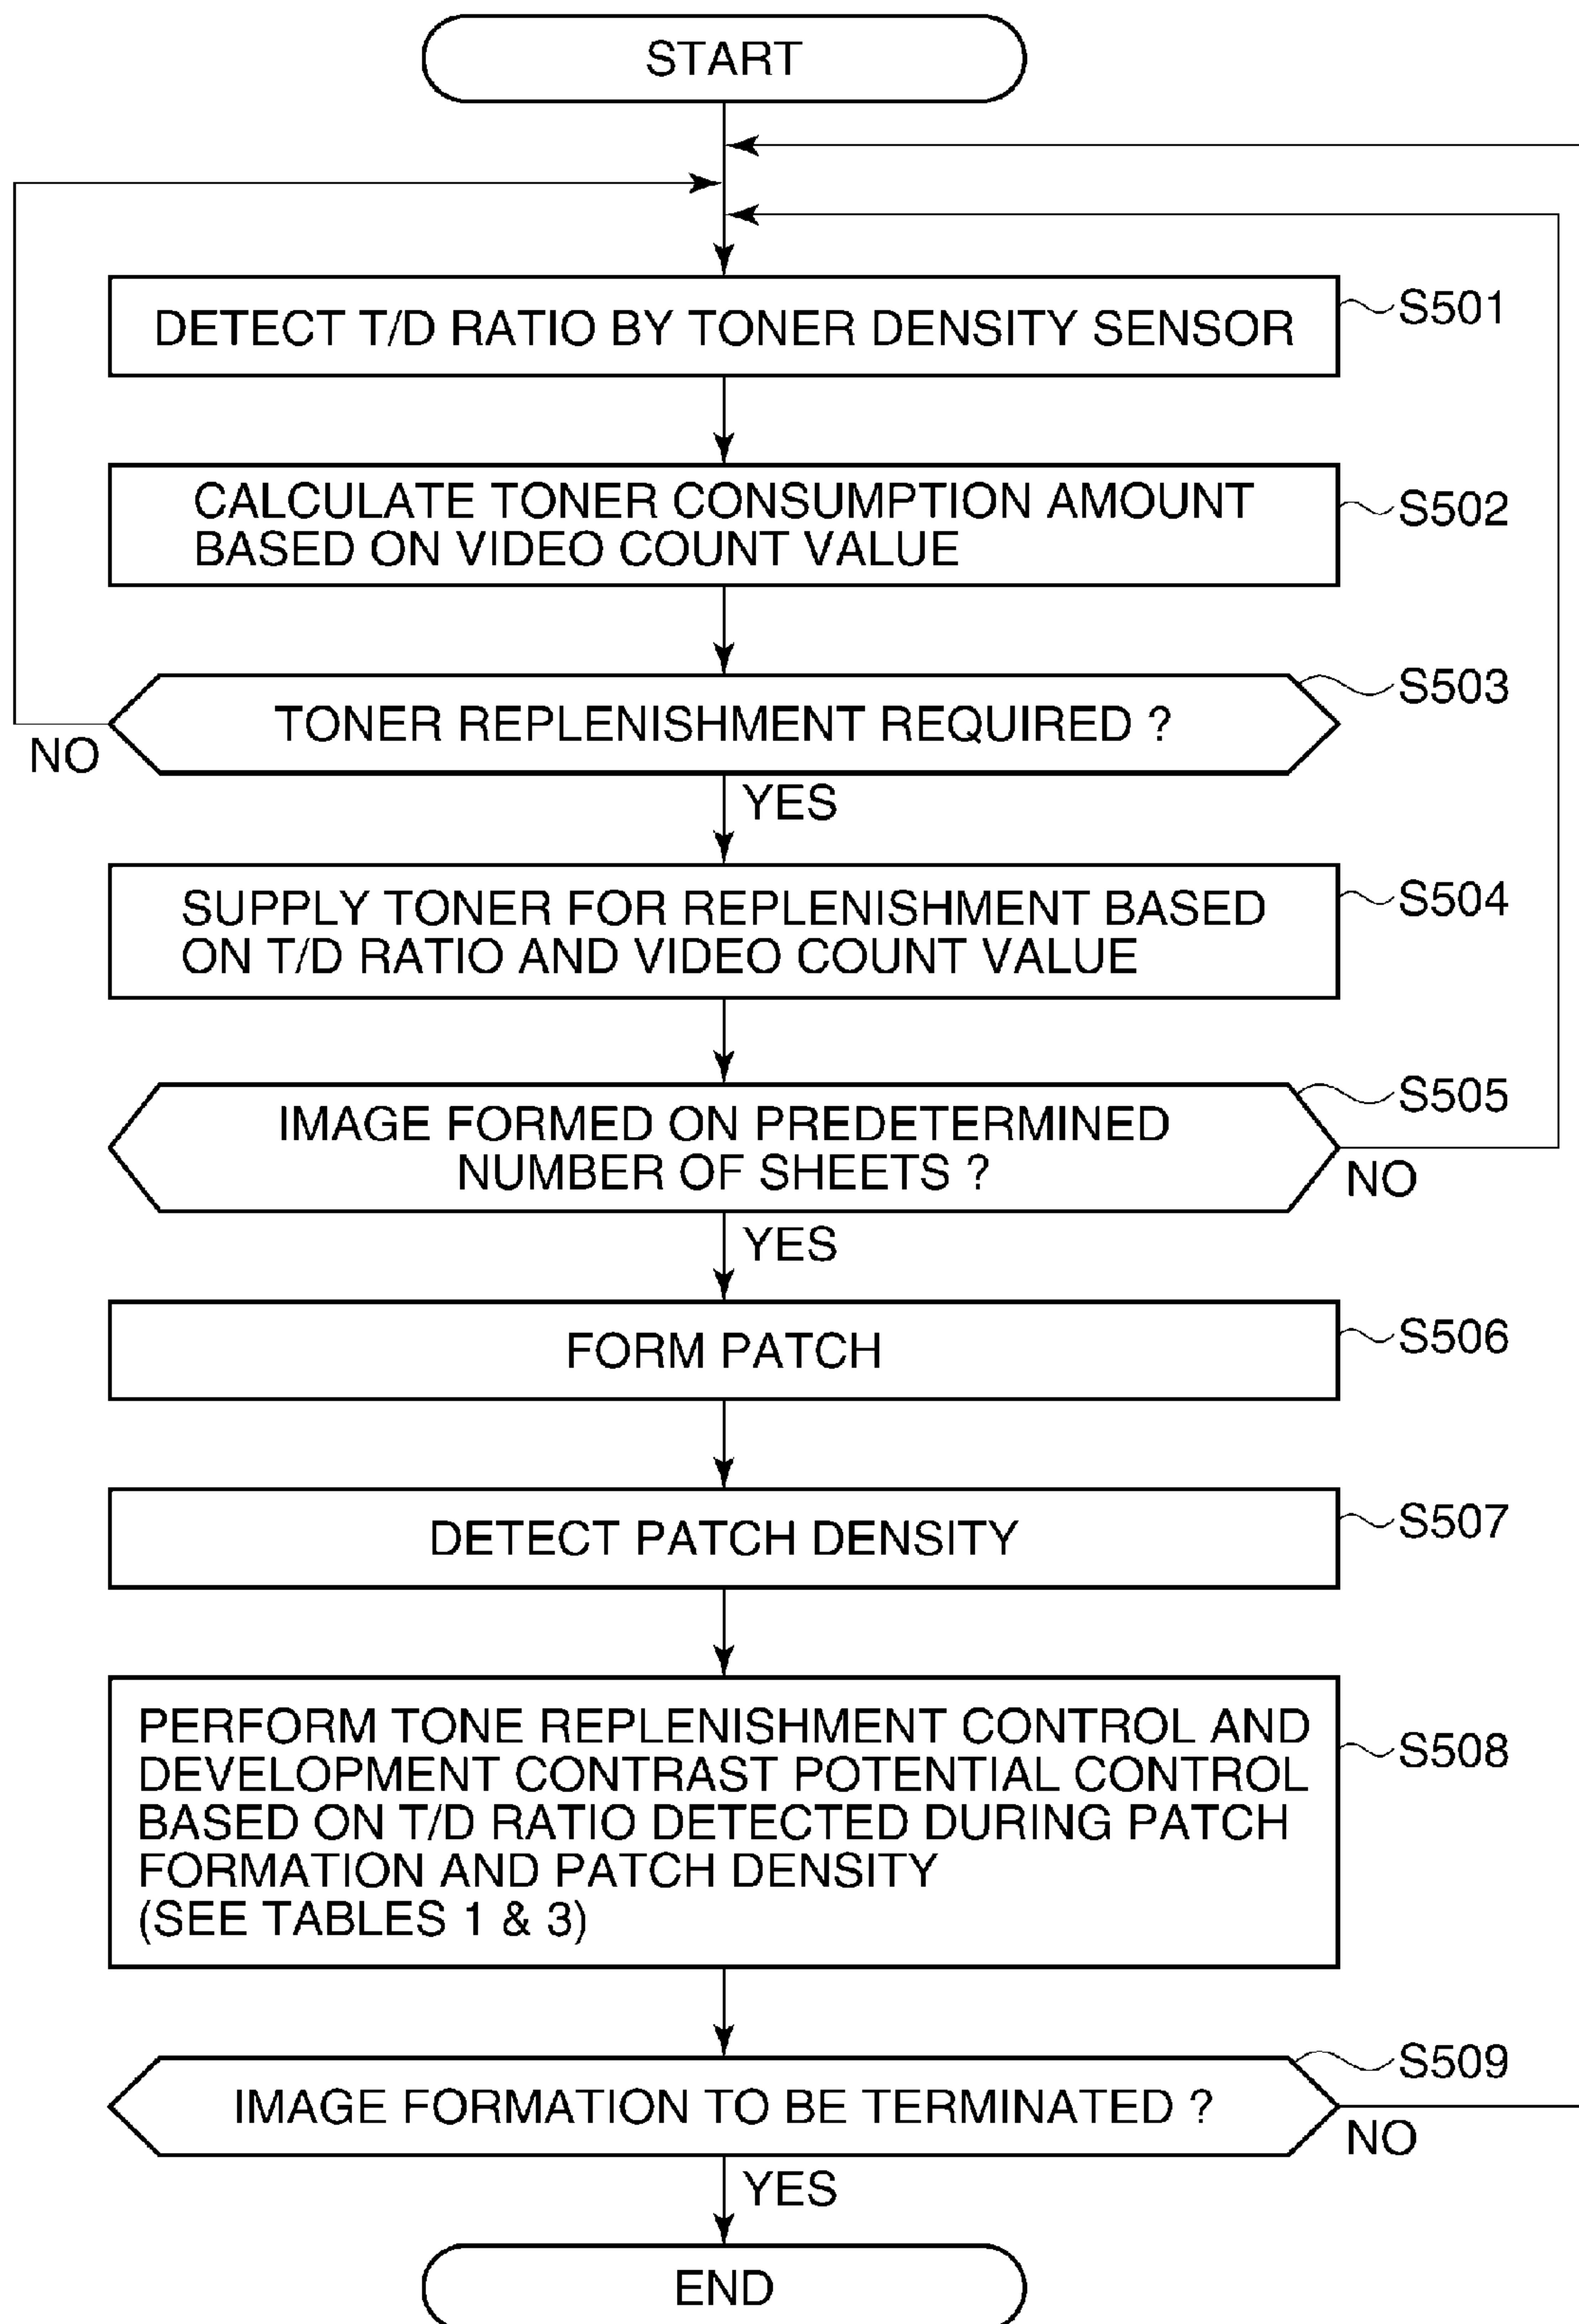 START
DETECT T/D RATIO BY TONER DENSITY SENSOR
S501
CALCULATE TONER CONSUMPTION AMOUNT
BASED ON VIDEO COUNT VALUE
S502
TONER REPLENISHMENT REQUIRED ?
S503
NO
YES
SUPPLY TONER FOR REPLENISHMENT BASED
ON T/D RATIO AND VIDEO COUNT VALUE
S504
IMAGE FORMED ON PREDETERMINED
NUMBER OF SHEETS ?
S505
NO
YES
FORM PATCH
S506
DETECT PATCH DENSITY
S507
PERFORM TONE REPLENISHMENT CONTROL AND
DEVELOPMENT CONTRAST POTENTIAL CONTROL
BASED ON T/D RATIO DETECTED DURING PATCH
FORMATION AND PATCH DENSITY
(SEE TABLES 1 & 3)
S508
IMAGE FORMATION TO BE TERMINATED ?
S509
NO
YES
END